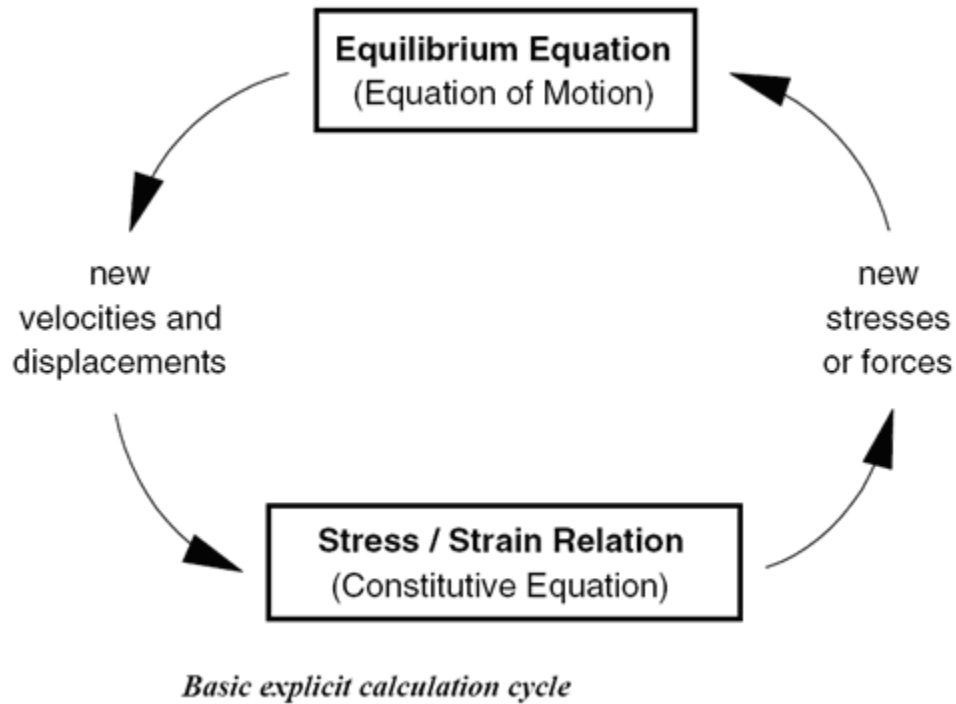 Equilibrium Equation
(Equation of Motion)
new
velocities and
displacements
new
stresses
or forces
Stress / Strain Relation
(Constitutive Equation)
Basic explicit calculation cycle